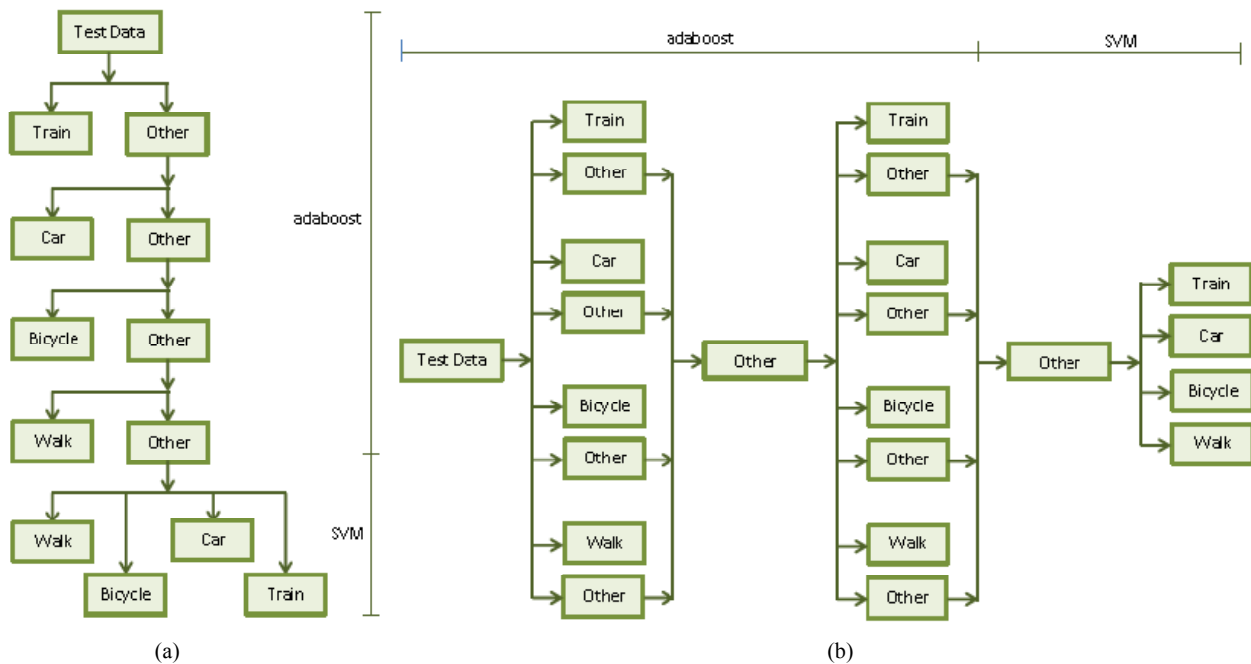 Test Data
Train
Other
Car
Other
Bicycle
Other
Walk
Other
Walk
Car
Bicycle
Train
adaboost
SVM
(a)
adaboost
SVM
Test Data
Train
Other
Car
Other
Bicycle
Other
Walk
Other
Other
Train
Other
Car
Other
Bicycle
Other
Walk
Other
Other
Train
Car
Bicycle
Walk
(b)